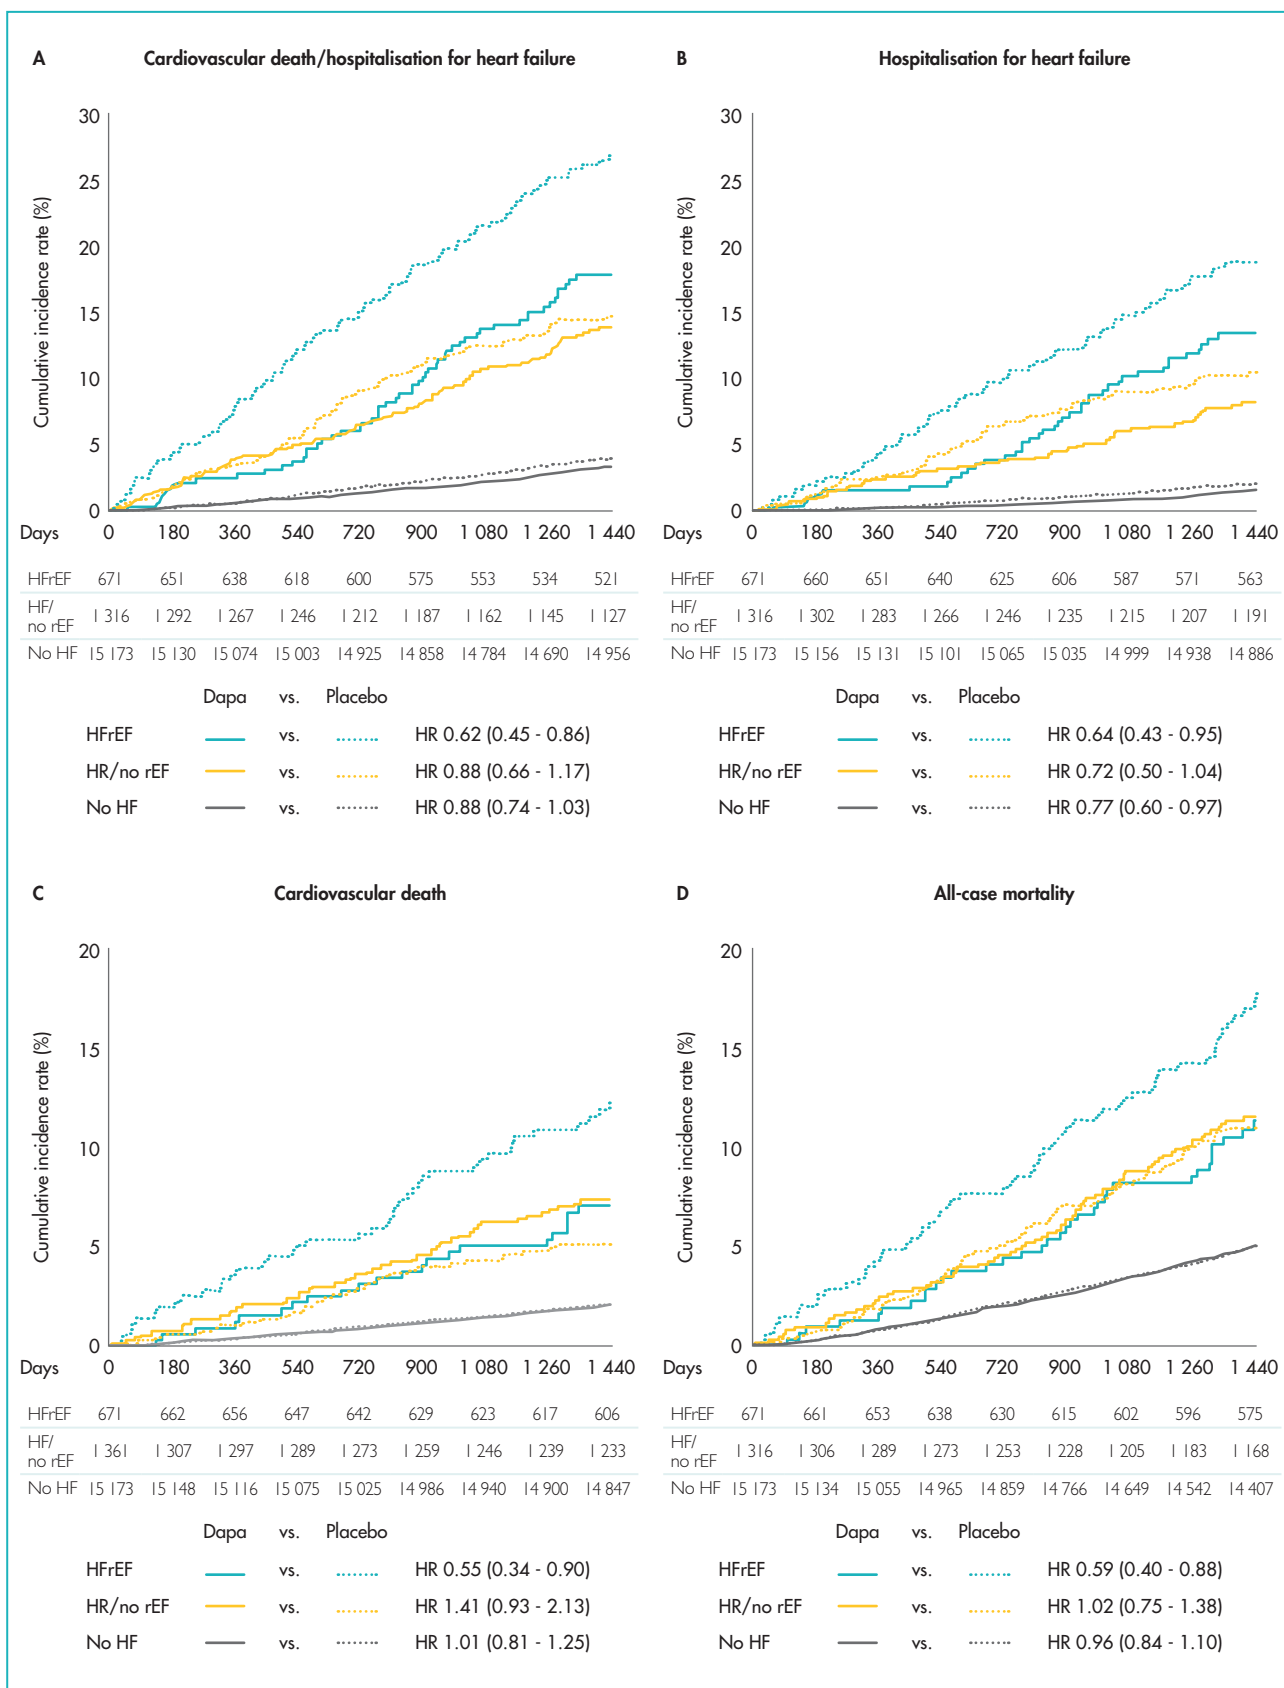 A Cardiovascular death/hospitalisation for heart failure
Cumulative incidence rate (%)
30
25
20
15
10
5
0
Days 0 180 360 540 720 900 1 080 1 260 1 440
HFrEF 671 651 638 618 600 575 553 534 521
HF/
no rEF 1 316 1 292 1 267 1 246 1 212 1 187 1 162 1 145 1 127
No HF 15 173 15 130 15 074 15 003 14 925 14 858 14 784 14 690 14 956
Dapa vs. Placebo
HFrEF vs. HR 0.62 (0.45 - 0.86)
HR/no rEF vs. HR 0.88 (0.66 - 1.17)
No HF vs. HR 0.88 (0.74 - 1.03)
B Hospitalisation for heart failure
Cumulative incidence rate (%)
30
25
20
15
10
5
0
Days 0 180 360 540 720 900 1 080 1 260 1 440
HFrEF 671 660 651 640 625 606 587 571 563
HF/
no rEF 1 316 1 302 1 283 1 266 1 246 1 235 1 215 1 207 1 191
No HF 15 173 15 156 15 131 15 101 15 065 15 035 14 999 14 938 14 886
Dapa vs. Placebo
HFrEF vs. HR 0.64 (0.43 - 0.95)
HR/no rEF vs. HR 0.72 (0.50 - 1.04)
No HF vs. HR 0.77 (0.60 - 0.97)
C Cardiovascular death
Cumulative incidence rate (%)
20
15
10
5
0
Days 0 180 360 540 720 900 1 080 1 260 1 440
HFrEF 671 662 656 647 642 629 623 617 606
HF/
no rEF 1 361 1 307 1 297 1 289 1 273 1 259 1 246 1 239 1 233
No HF 15 173 15 148 15 116 15 075 15 025 14 986 14 940 14 900 14 847
Dapa vs. Placebo
HFrEF vs. HR 0.55 (0.34 - 0.90)
HR/no rEF vs. HR 1.41 (0.93 - 2.13)
No HF vs. HR 1.01 (0.81 - 1.25)
D All-case mortality
Cumulative incidence rate (%)
20
15
10
5
0
Days 0 180 360 540 720 900 1 080 1 260 1 440
HFrEF 671 661 653 638 630 615 602 596 575
HF/
no rEF 1 316 1 306 1 289 1 273 1 253 1 228 1 205 1 183 1 168
No HF 15 173 15 134 15 055 14 965 14 859 14 766 14 649 14 542 14 407
Dapa vs. Placebo
HFrEF vs. HR 0.59 (0.40 - 0.88)
HR/no rEF vs. HR 1.02 (0.75 - 1.38)
No HF vs. HR 0.96 (0.84 - 1.10)